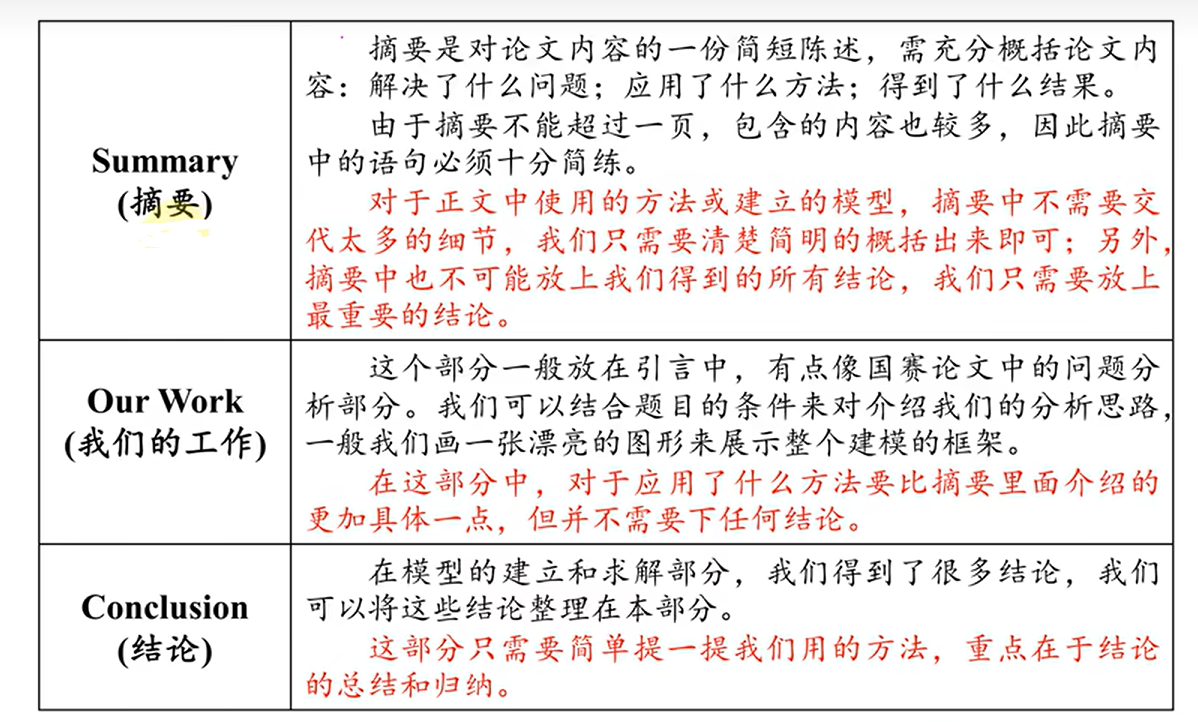 Summary
(摘要)
摘要是对论文内容的一份简短陈述，需充分概括论文内
容：解决了什么问题；应用了什么方法；得到了什么结果。
由于摘要不能超过一页，包含的内容也较多，因此摘要
中的语句必须十分简练。
对于正文中使用的方法或建立的模型，摘要中不需要交
代太多的细节，我们只需要清楚简明的概括出来即可；另外，
摘要中也不可能放上我们得到的所有结论，我们只需要放上
最重要的结论。
Our Work
(我们的工作)
这个部分一般放在引言中，有点像国赛论文中的问题分
析部分。我们可以结合题目的条件来对介绍我们的分析思路，
一般我们画一张漂亮的图形来展示整个建模的框架。
在这部分中，对于应用了什么方法要比摘要里面介绍的
更加具体一点，但并不需要下任何结论。
Conclusion
(结论)
在模型的建立和求解部分，我们得到了很多结论，我们
可以将这些结论整理在本部分。
这部分只需要简单提一提我们用的方法，重点在于结论
的总结和归纳。